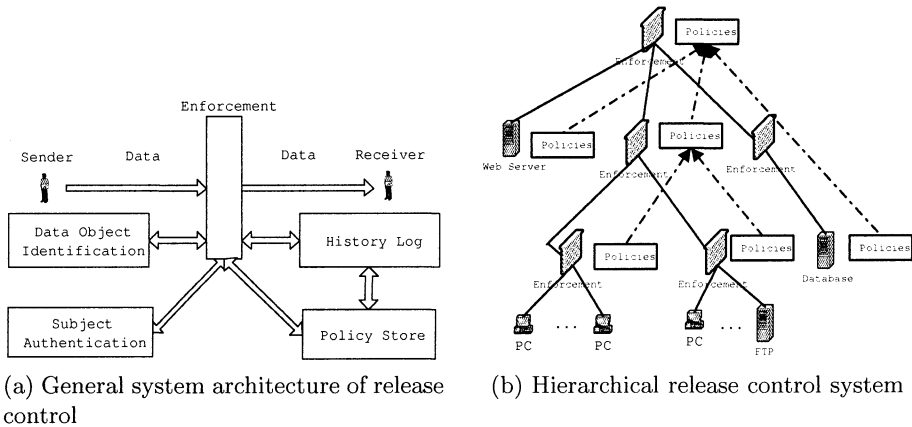 Enforcement
Sender
Data
Data
Receiver
Data Object
Identification
History Log
Subject
Authentication
Policy Store
(a) General system architecture of release
control
Policies
Enforcement
Web Server
Policies
Enforcement
Policies
Enforcement
Enforcement
Policies
Enforcement
Policies
Database
Policies
PC
...
PC
PC
...
FTP
(b) Hierarchical release control system